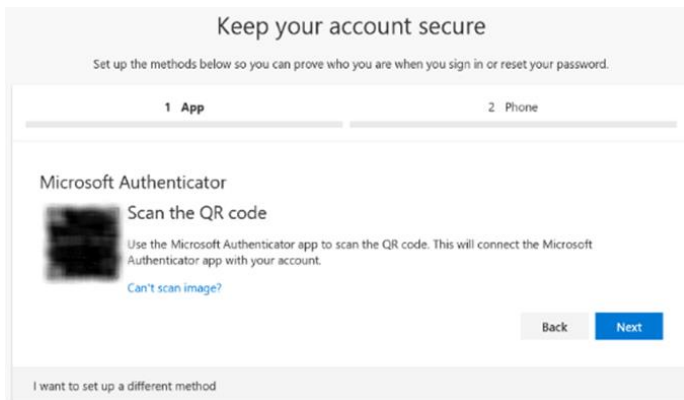 Keep your account secure
Set up the methods below so you can prove who you are when you sign in or reset your password.
1 App
2 Phone
Microsoft Authenticator
Scan the QR code
Use the Microsoft Authenticator app to scan the QR code. This will connect the Microsoft
Authenticator app with your account.
Can't scan image?
Back
Next
I want to set up a different method